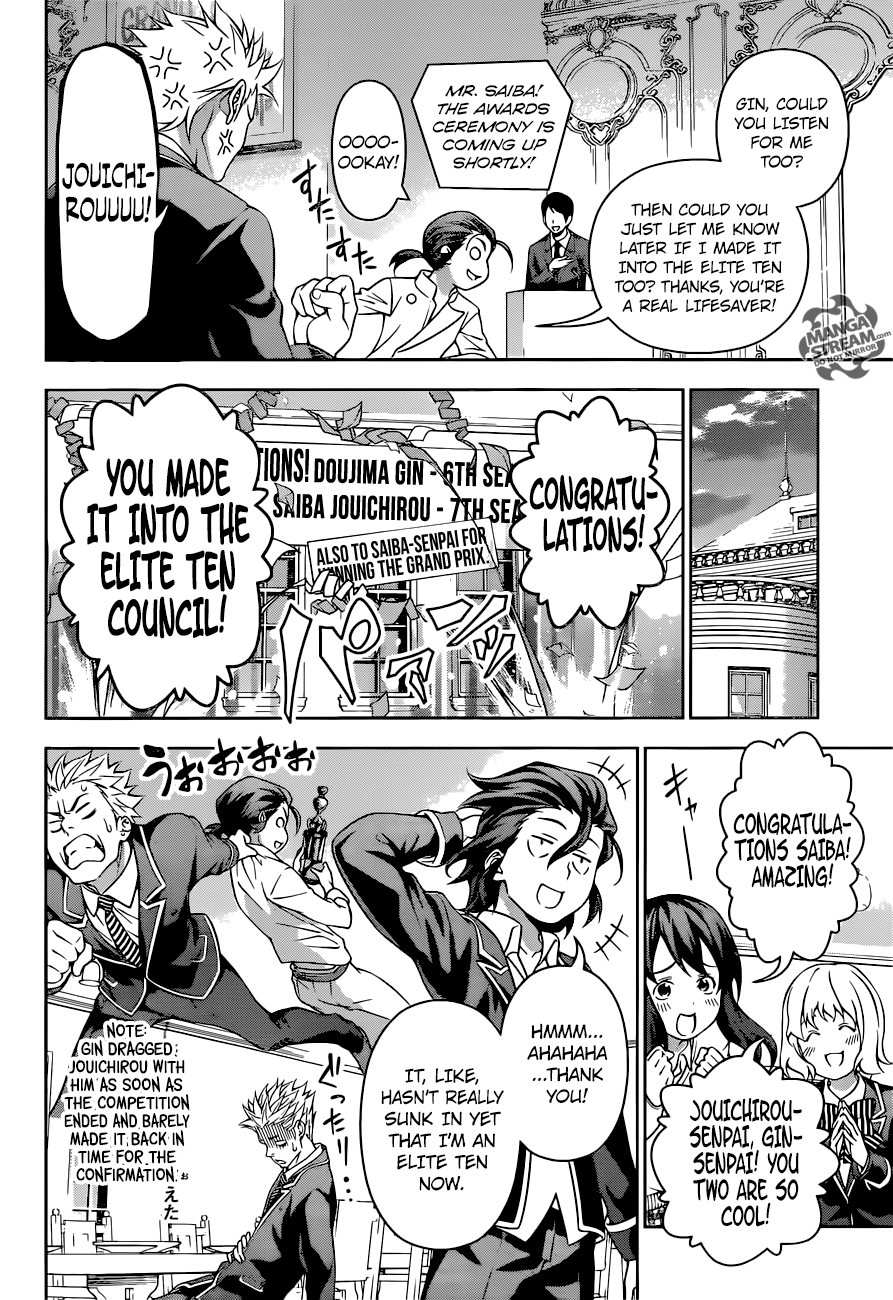 GIN, COULD
YOU LISTEN
FOR ME
TOO?
THEN COULD YOU
JUST LET ME KNOW
LATER IF I MADE IT
INTO THE ELITE TEN
TOO? THANKS, YOU'RE
A REAL LIFESAVER!
MR. SAIBA!
THE AWARDS
CEREMONY IS
COMING UP
SHORTLY!
OOOO-
OOKAY!
すたすた
JOUICHI-
ROUUUU!
GRAND
MANGA
STREAM.com
DO NOT MIRROR
CONGRATU-
LATIONS!
TIONS! DOUJIMA GIN - 6TH SEA
SAIBA JOUICHIROU - 7TH SEA
ALSO TO SAIBA-SENPAI FOR
NNING THE GRAND PRIX.
パァンッ
YOU MADE
IT INTO THE
ELITE TEN
COUNCIL!
キャー
CONGRATULA-
TIONS SAIBA!
AMAZING!
JOUICHIROU-
SENPAI, GIN-
SENPAI! YOU
TWO ARE SO
COOL!
HMMM...
AHAHAHA
...THANK
YOU!
IT, LIKE,
HASN'T REALLY
SUNK IN YET
THAT I'M AN
ELITE TEN
NOW.
うおおおお
NOTE:
GIN DRAGGED
JOUICHIROU WITH
HIM AS SOON AS
THE COMPETITION
ENDED AND BARELY
MADE IT BACK IN
TIME FOR THE
CONFIRMATION.